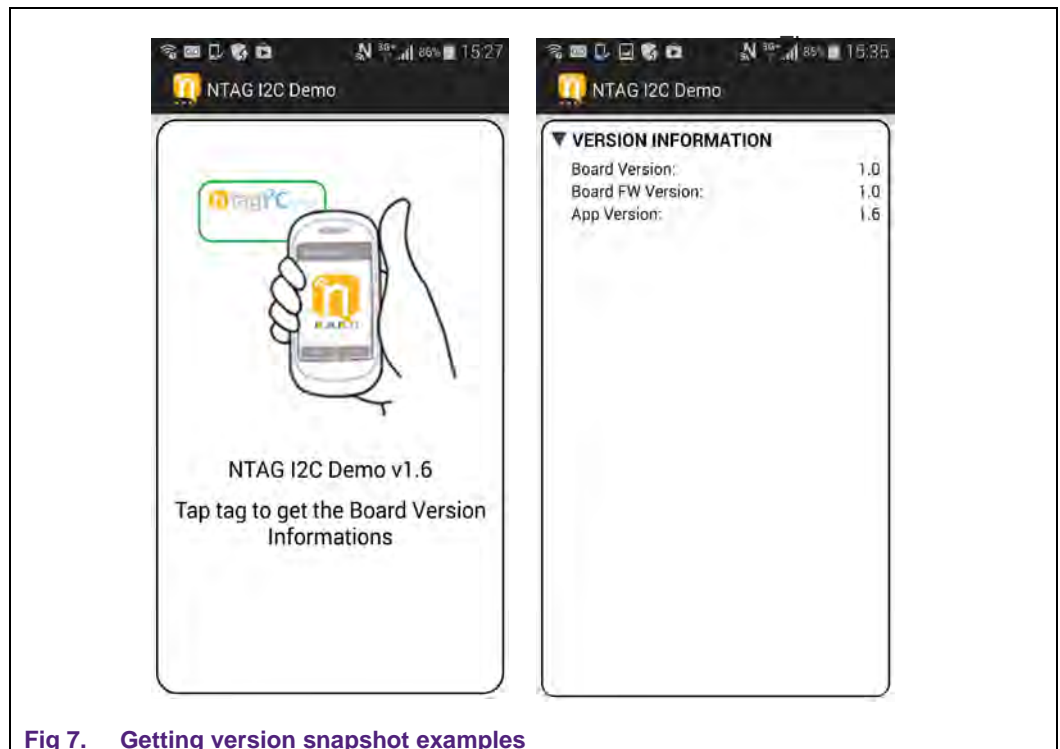 86% 15:27
NTAG I2C Demo
NTAG I2C Demo v1.6
Tap tag to get the Board Version
Informations
85% 15:35
NTAG I2C Demo
VERSION INFORMATION
Board Version: 1.0
Board FW Version: 1.0
App Version: 1.6
Fig 7. Getting version snapshot examples